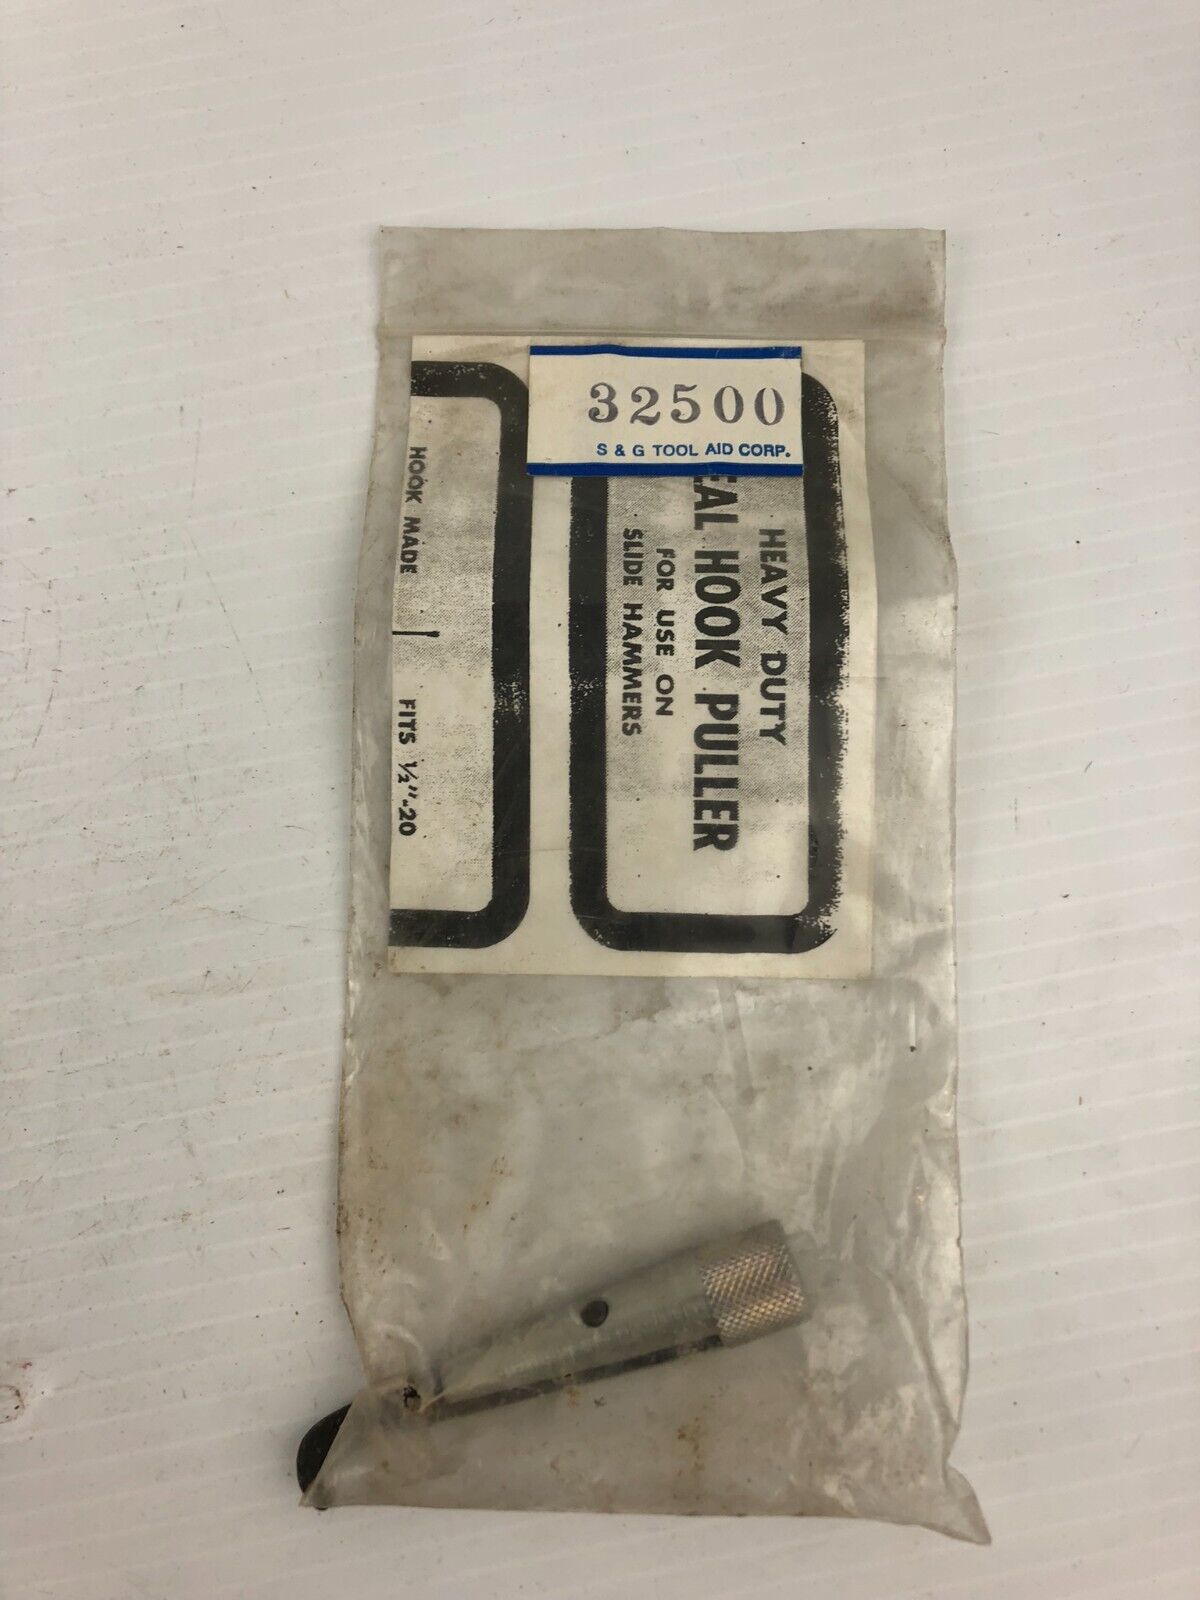 32500
S & G TOOL AID CORP.
HEAVY DUTY
HOOK PULLER
FOR USE ON
SLIDE HAMMERS
HOOK MADE
FITS ½"-20